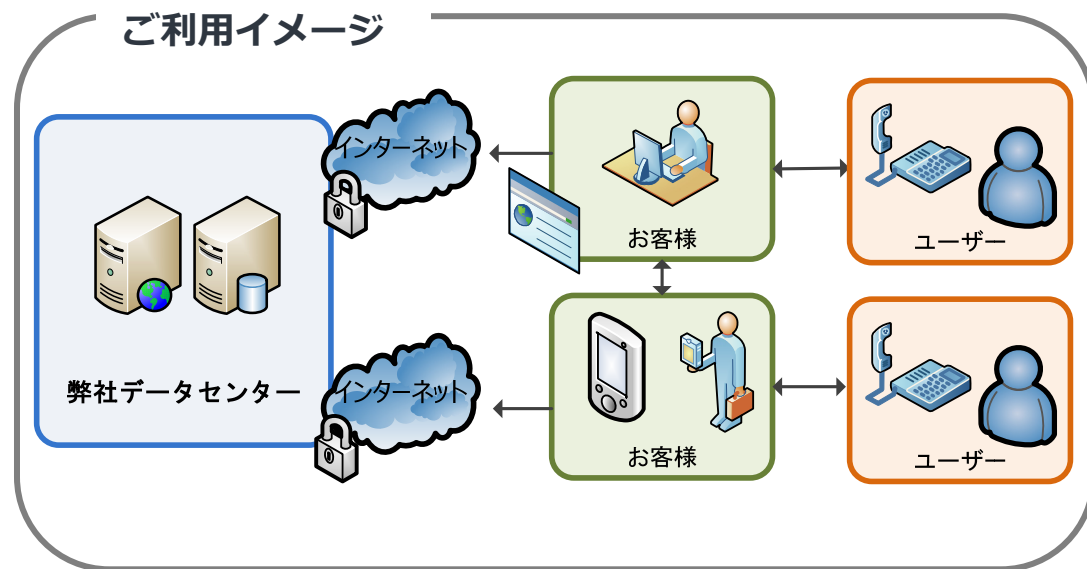 ご利用イメージ
インターネット
お客様
ユーザー
弊社データセンター
インターネット
お客様
ユーザー